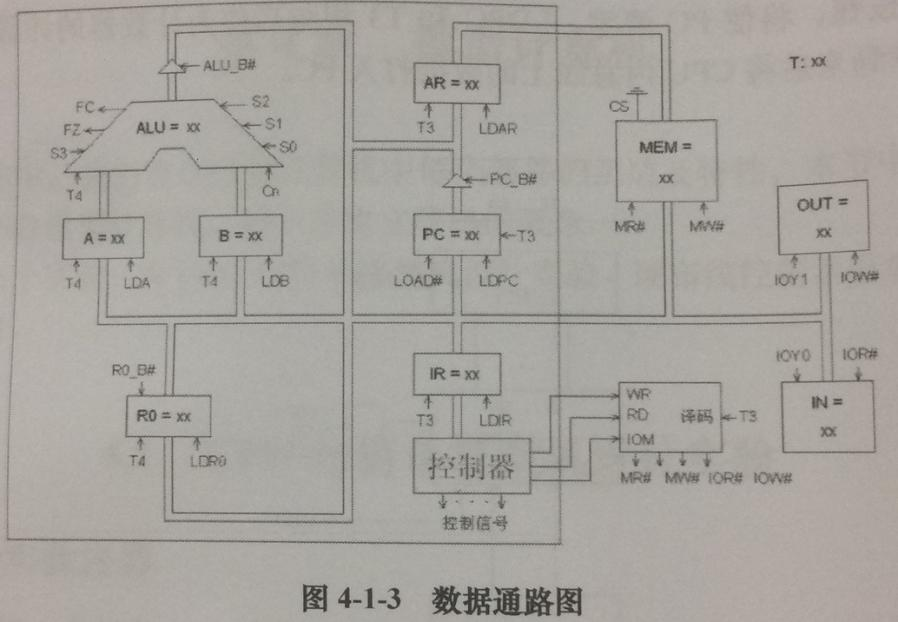 ALU_B#
AR = xx
T: xx
FC
S2
CS
ALU = xx
T3
LDAR
FZ
S1
MEM =
xx
S3
S0
PC_B#
T4
Cn
OUT =
xx
A = xx
B = xx
PC = xx
T3
MR#
MW#
T4
LDA
T4
LDB
LOAD#
LDPC
IOY1
IOW#
R0_B#
IR = xx
IOY0
IOR#
R0 = xx
T3
LDIR
WR
RD
译码
T3
IN =
xx
IOM
T4
LDR0
控制器
MR# MW# IOR# IOW#
控制信号
图 4-1-3 数据通路图